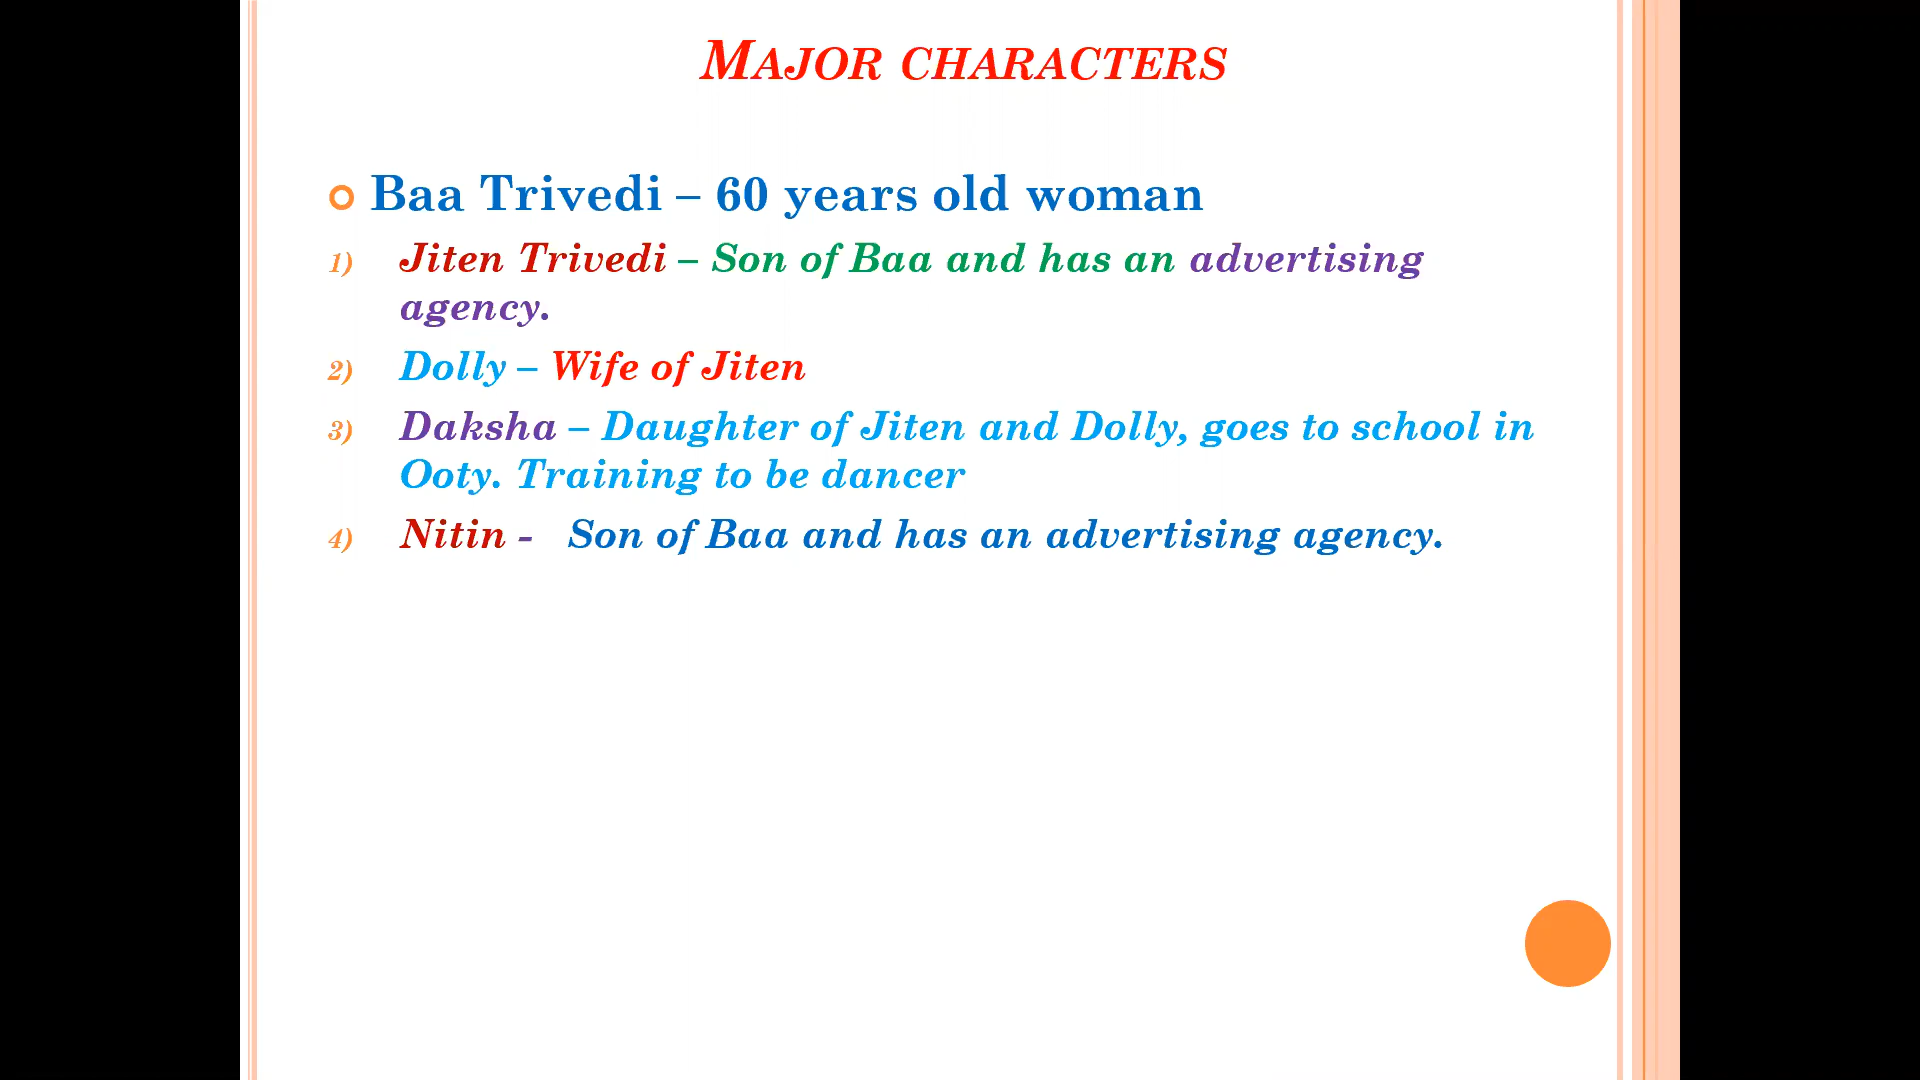 MAJOR CHARACTERS
Baa Trivedi – 60 years old woman
1) Jiten Trivedi – Son of Baa and has an advertising
agency.
2) Dolly – Wife of Jiten
3) Daksha – Daughter of Jiten and Dolly, goes to school in
Ooty. Training to be dancer
4) Nitin - Son of Baa and has an advertising agency.